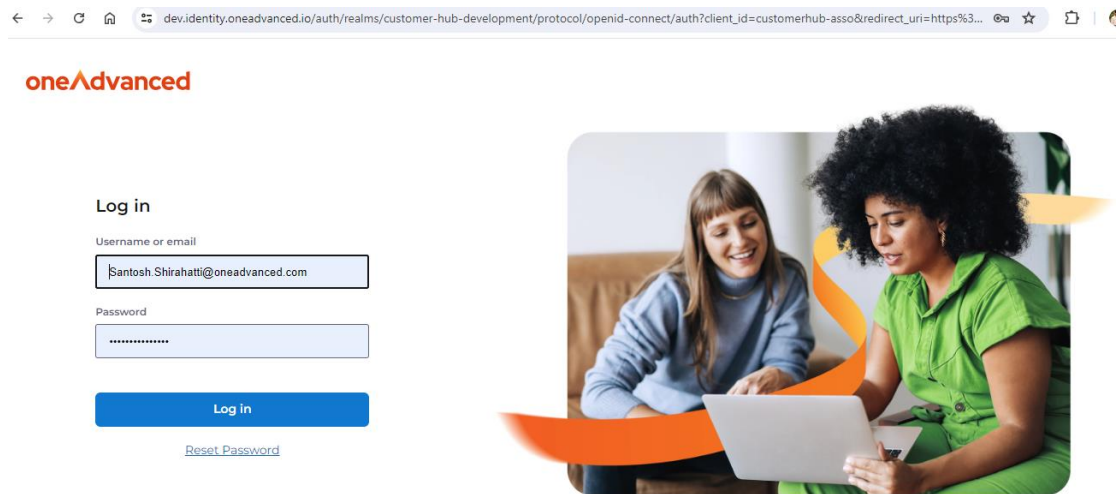 dev.identity.oneadvanced.io/auth/realms/customer-hub-development/protocol/openid-connect/auth?client_id=customerhub-asso&redirect_uri=https%3...
oneAdvanced
Log in
Username or email
Santosh.Shirahatti@oneadvanced.com
Password
Log in
Reset Password